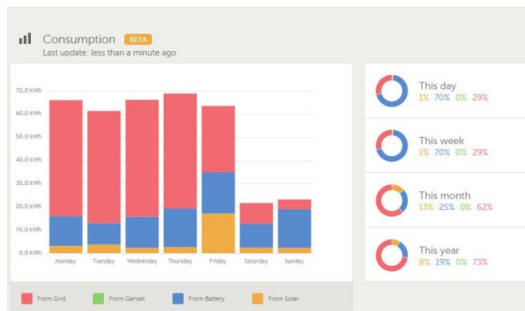 Consumption BETA
Last update: less than a minute ago
70.0 kWh
60.0 kWh
50.0 kWh
40.0 kWh
30.0 kWh
20.0 kWh
10.0 kWh
0.0 kWh
Monday Tuesday Wednesday Thursday Friday Saturday Sunday
From Grid From Genset From Battery From Solar
This day
1% 70% 0% 29%
This week
1% 70% 0% 29%
This month
13% 25% 0% 62%
This year
8% 19% 0% 73%